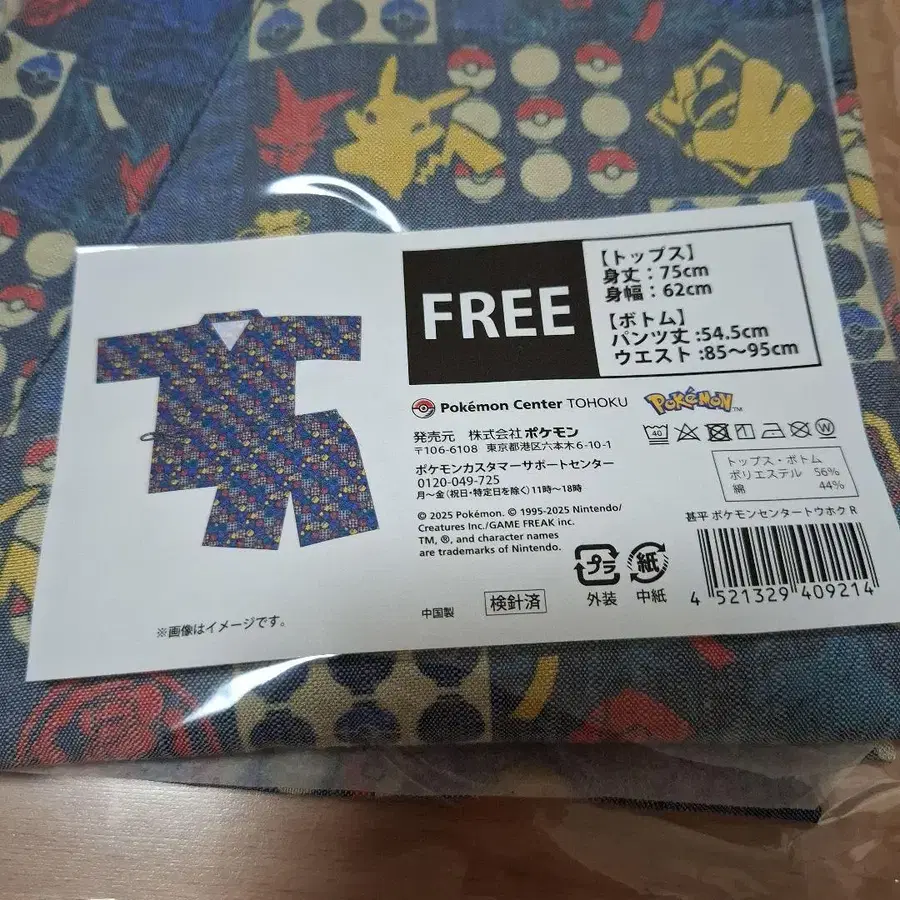 FREE
【トップス】
身丈：75cm
身幅：62cm
【ボトム】
パンツ丈 :54.5cm
ウエスト :85～95cm
Pokémon Center TOHOKU
POKÉMON™
発売元 株式会社 ポケモン
〒106-6108 東京都港区六本木6-10-1
ポケモンカスタマーサポートセンター
0120-049-725
月～金（祝日・特定日を除く）11時～18時
© 2025 Pokémon. © 1995-2025 Nintendo/
Creatures Inc./GAME FREAK inc.
TM, ®, and character names
are trademarks of Nintendo.
40
W
トップス・ボトム
ポリエステル 56%
綿 44%
甚平 ポケモンセンタートウホク R
プラ
外装
紙
中紙
4 521329 409214
中国製
検針済
※画像はイメージです。